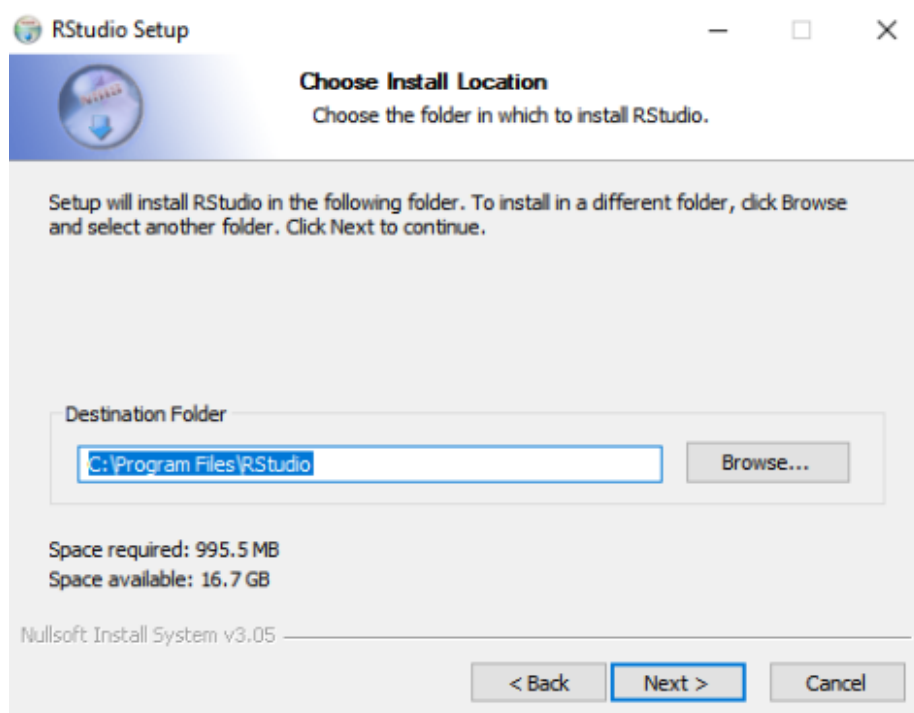 RStudio Setup
Choose Install Location
Choose the folder in which to install RStudio.
Setup will install RStudio in the following folder. To install in a different folder, click Browse
and select another folder. Click Next to continue.
Destination Folder
C:\Program Files\RStudio
Browse...
Space required: 995.5 MB
Space available: 16.7 GB
Nullsoft Install System v3.05
< Back
Next >
Cancel